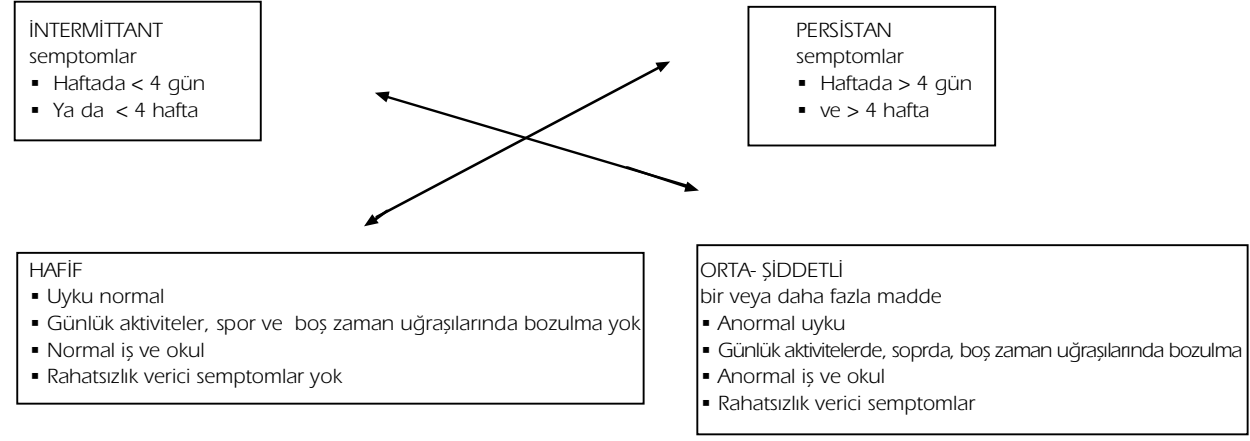 İNTERMİTTANT
semptomlar
▪ Haftada < 4 gün
▪ Ya da < 4 hafta
PERSİSTAN
semptomlar
▪ Haftada > 4 gün
▪ ve > 4 hafta
HAFİF
▪ Uyku normal
▪ Günlük aktiviteler, spor ve boş zaman uğraşılarında bozulma yok
▪ Normal iş ve okul
▪ Rahatsızlık verici semptomlar yok
ORTA- ŞİDDETLİ
bir veya daha fazla madde
▪ Anormal uyku
▪ Günlük aktivitelerde, soprda, boş zaman uğraşılarında bozulma
▪ Anormal iş ve okul
▪ Rahatsızlık verici semptomlar